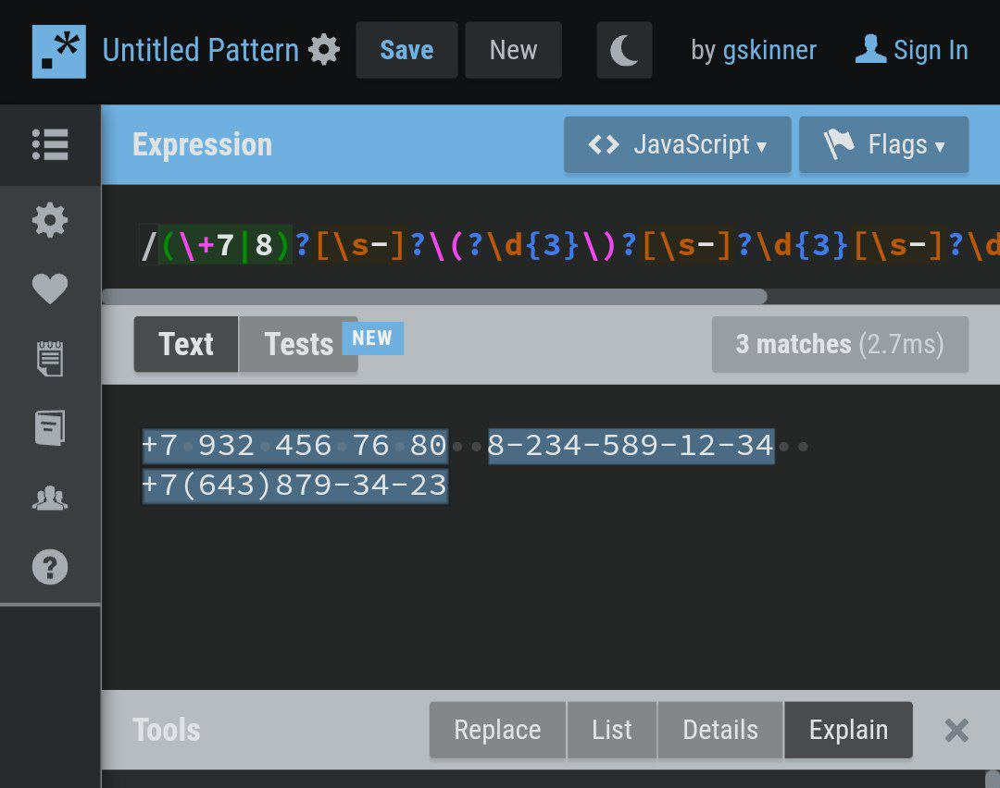 Untitled Pattern Save New by gskinner Sign In
Expression <> JavaScript ▾ Flags ▾
/(\+7|8)?[\s-]?\(?\d{3}\)?[\s-]?\d{3}[\s-]?\d
Text Tests NEW 3 matches (2.7ms)
+7 932 456 76 80  8-234-589-12-34
+7(643)879-34-23
Tools Replace List Details Explain